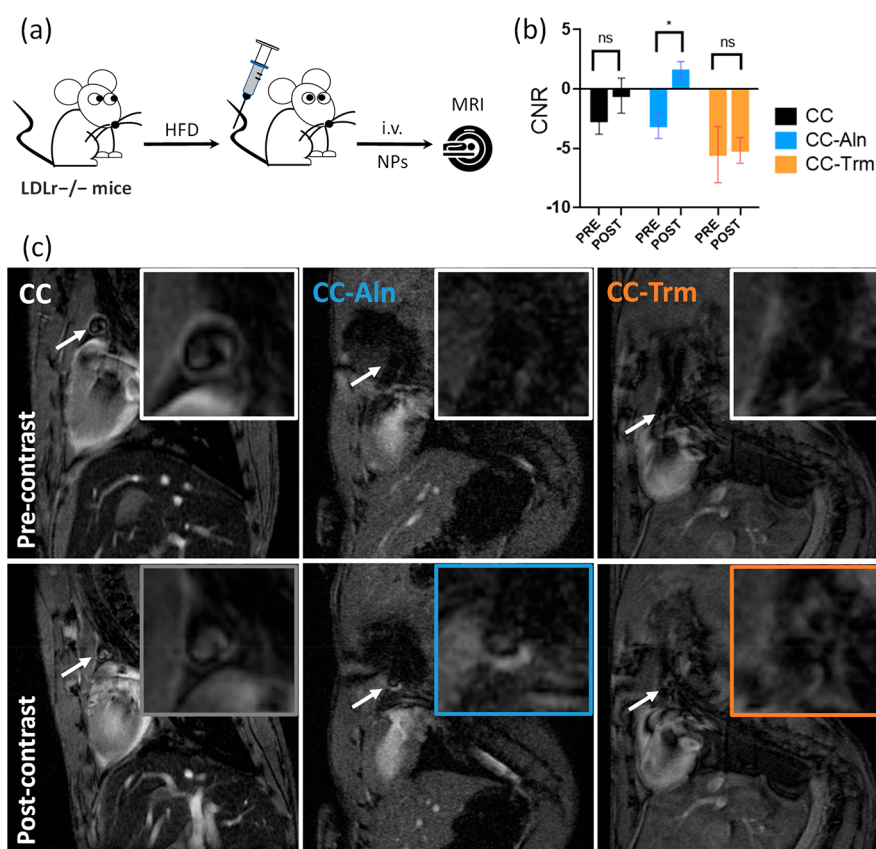 (a)
HFD
i.v.
NPs
MRI
LDLr−/− mice
(b)
CNR
5
0
-5
-10
ns
*
ns
PRE
POST
PRE
POST
PRE
POST
CC
CC-Aln
CC-Trm
(c)
CC
CC-Aln
CC-Trm
Pre-contrast
Post-contrast